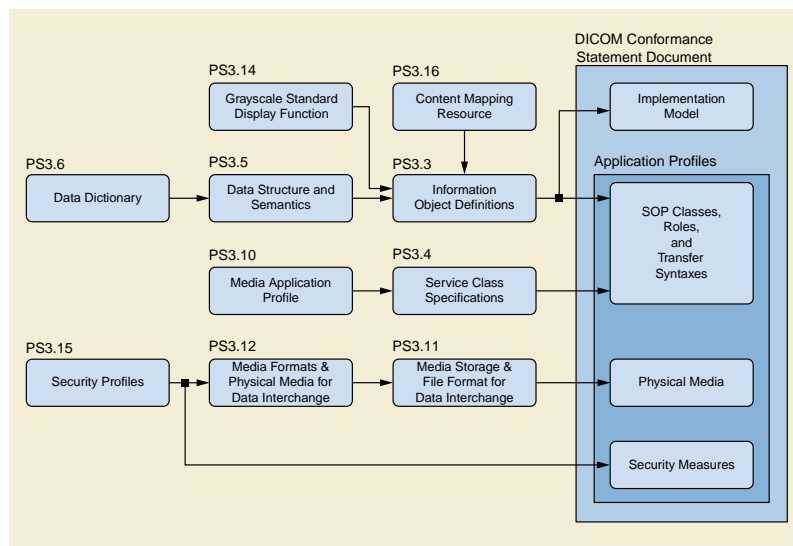 DICOM Conformance
Statement Document
PS3.14
Grayscale Standard
Display Function
PS3.16
Content Mapping
Resource
Implementation
Model
PS3.6
Data Dictionary
PS3.5
Data Structure and
Semantics
PS3.3
Information
Object Definitions
Application Profiles
SOP Classes,
Roles,
and
Transfer
Syntaxes
PS3.10
Media Application
Profile
PS3.4
Service Class
Specifications
PS3.15
Security Profiles
PS3.12
Media Formats &
Physical Media for
Data Interchange
PS3.11
Media Storage &
File Format for
Data Interchange
Physical Media
Security Measures